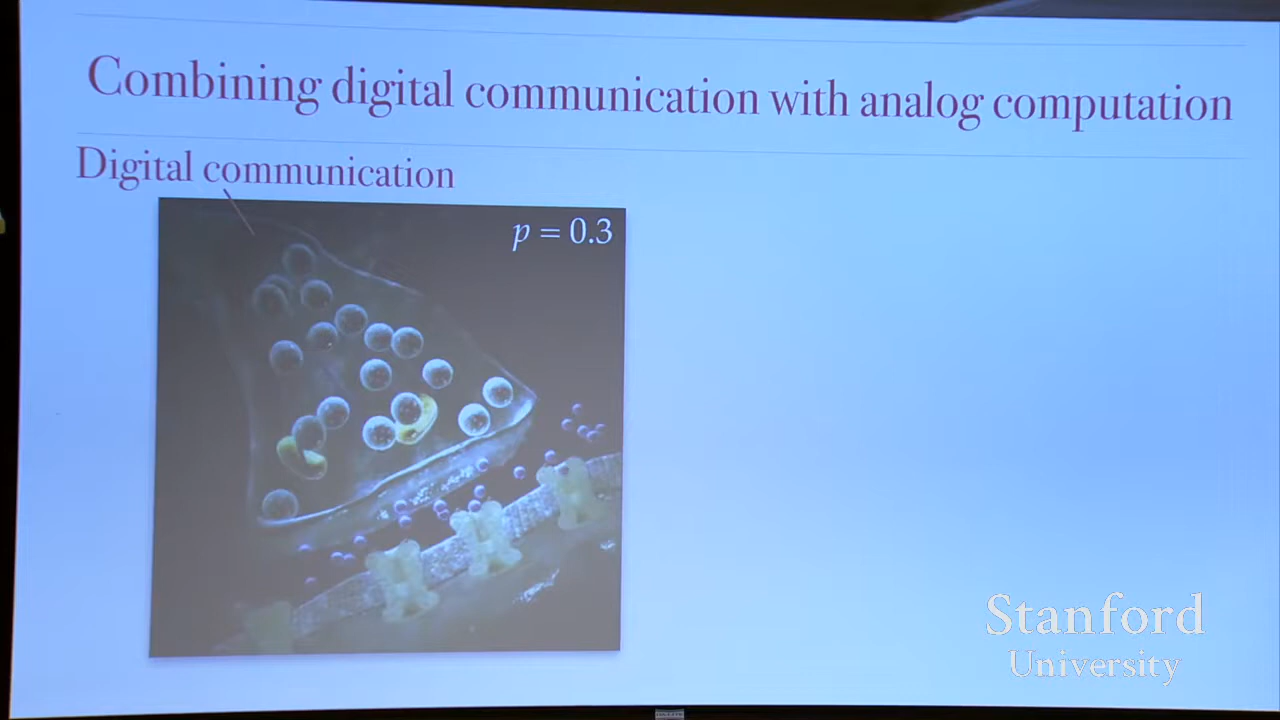 Combining digital communication with analog computation
Digital communication
p = 0.3
Stanford
University